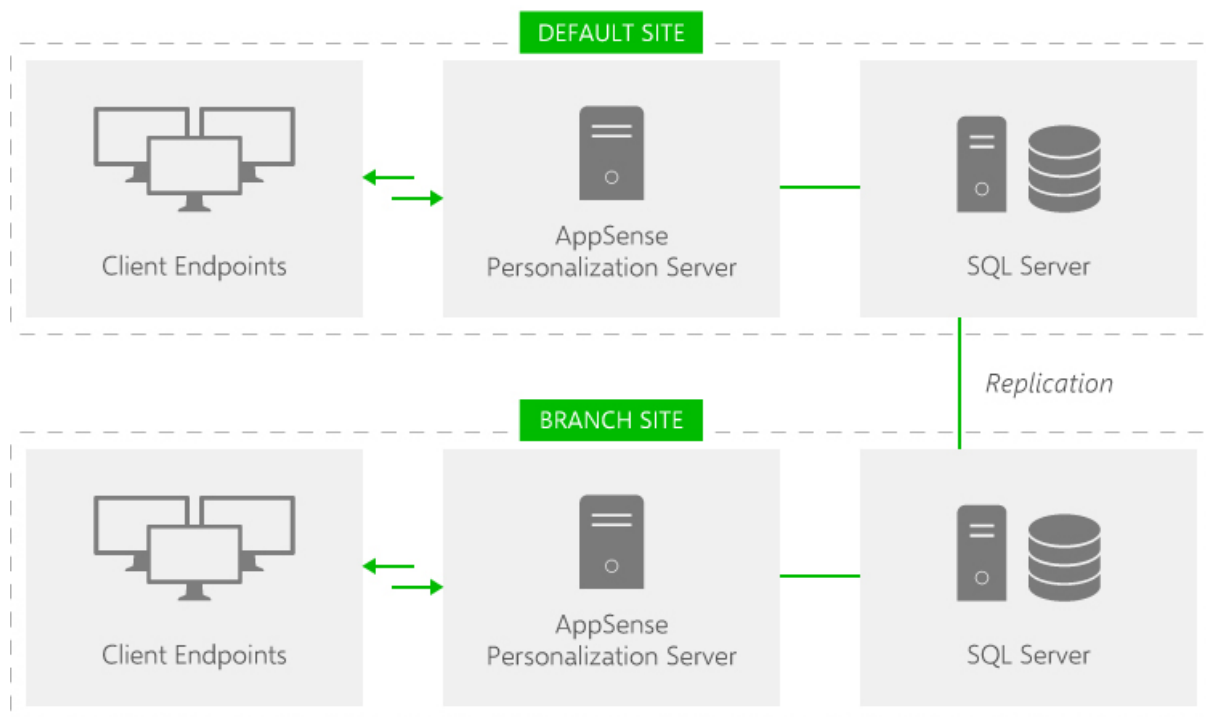 DEFAULT SITE
Client Endpoints
AppSense
Personalization Server
SQL Server
Replication
BRANCH SITE
Client Endpoints
AppSense
Personalization Server
SQL Server